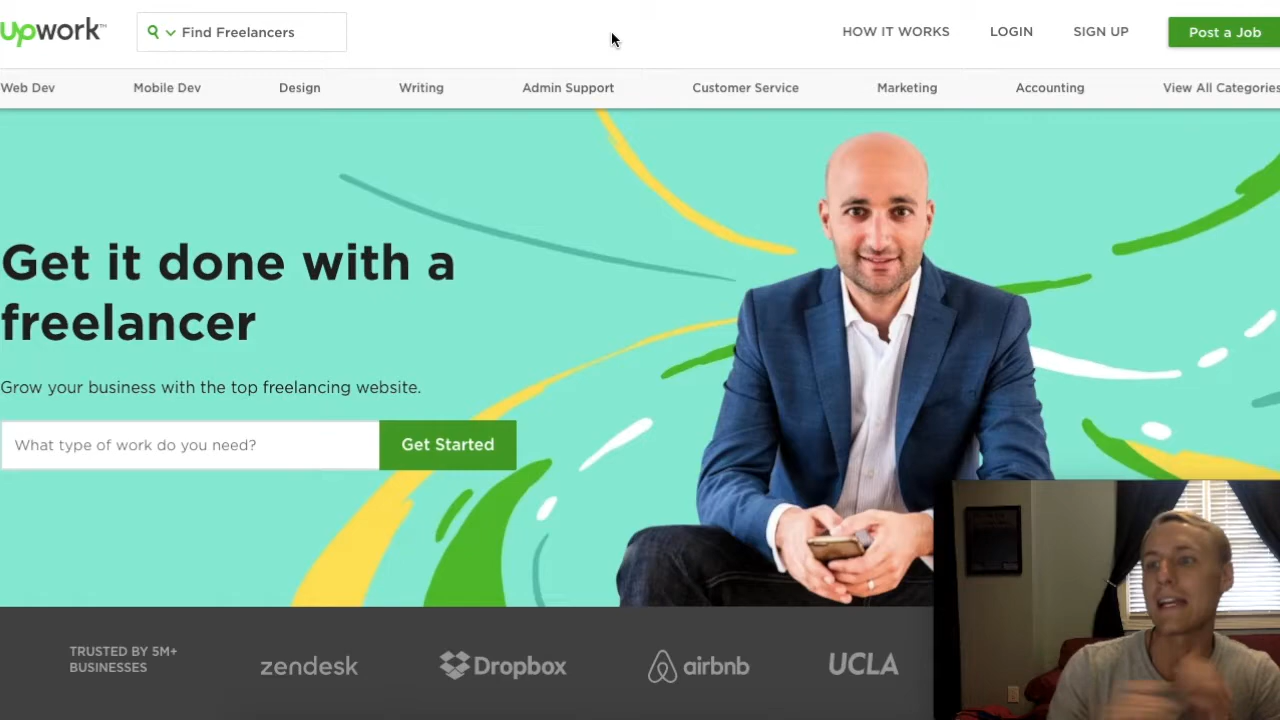 upwork™
Find Freelancers
HOW IT WORKS
LOGIN
SIGN UP
Post a Job
Web Dev
Mobile Dev
Design
Writing
Admin Support
Customer Service
Marketing
Accounting
View All Categories
Get it done with a
freelancer
Grow your business with the top freelancing website.
What type of work do you need?
Get Started
TRUSTED BY 5M+
BUSINESSES
zendesk
Dropbox
airbnb
UCLA